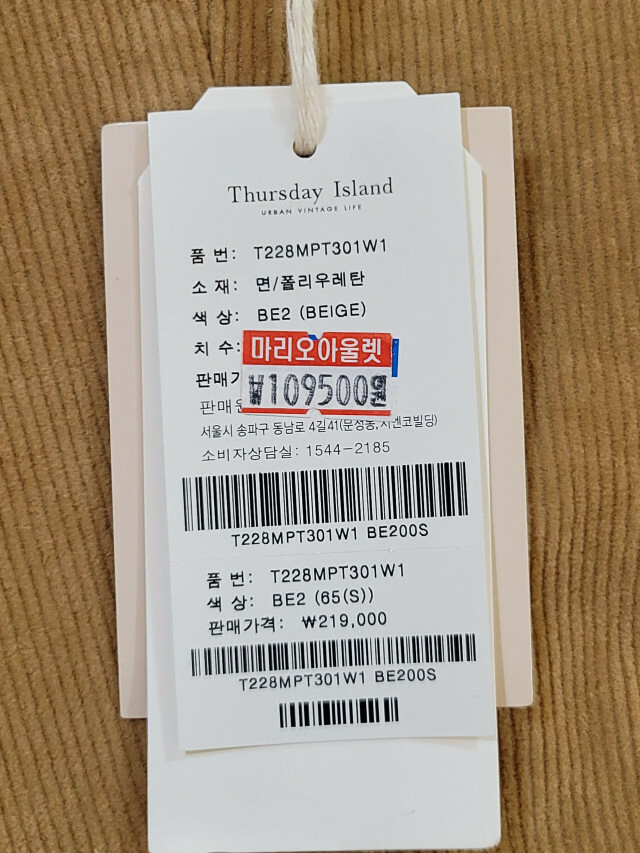 Thursday Island
URBAN VINTAGE LIFE
품 번: T228MPT301W1
소 재: 면/폴리우레탄
색 상: BE2 (BEIGE)
치 수:
마리오아울렛
판매가
₩109500원
판매원
서울시 송파구 동남로 4길41(문정동, 지엔코빌딩)
소비자상담실: 1544-2185
T228MPT301W1 BE200S
품 번: T228MPT301W1
색 상: BE2 (65(S))
판매가격: ₩219,000
T228MPT301W1 BE200S